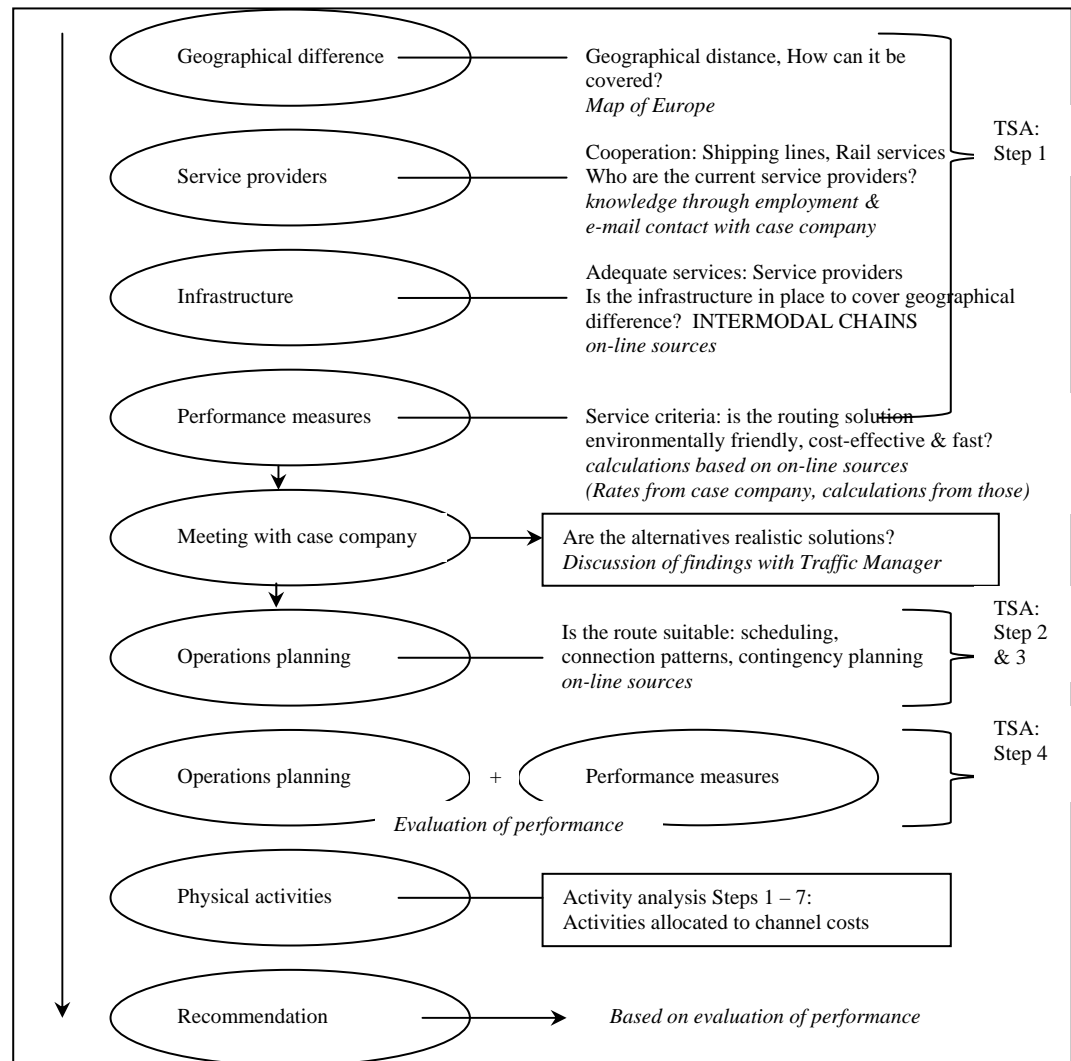 Geographical difference
Geographical distance, How can it be
covered?
Map of Europe
TSA:
Step 1
Service providers
Cooperation: Shipping lines, Rail services
Who are the current service providers?
knowledge through employment &
e-mail contact with case company
Infrastructure
Adequate services: Service providers
Is the infrastructure in place to cover geographical
difference? INTERMODAL CHAINS
on-line sources
Performance measures
Service criteria: is the routing solution
environmentally friendly, cost-effective & fast?
calculations based on on-line sources
(Rates from case company, calculations from those)
Meeting with case company
Are the alternatives realistic solutions?
Discussion of findings with Traffic Manager
Operations planning
Is the route suitable: scheduling,
connection patterns, contingency planning
on-line sources
TSA:
Step 2
& 3
Operations planning
+
Performance measures
Evaluation of performance
TSA:
Step 4
Physical activities
Activity analysis Steps 1 – 7:
Activities allocated to channel costs
Recommendation
Based on evaluation of performance